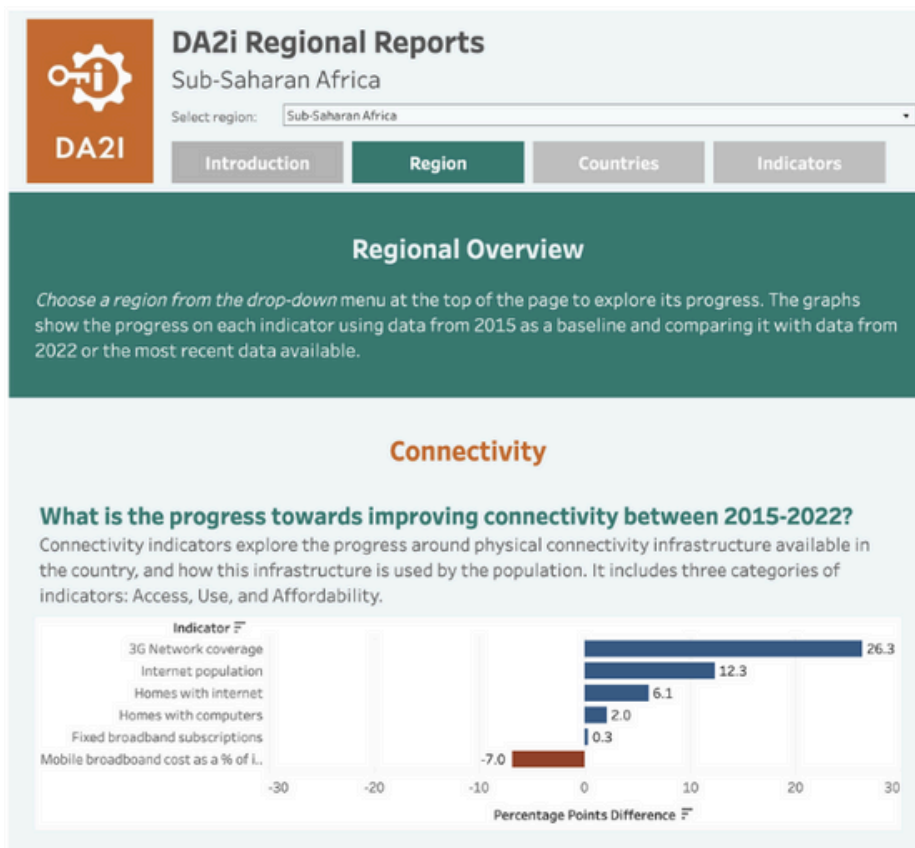 DA2i Regional Reports
Sub-Saharan Africa
Select region: Sub-Saharan Africa
i
DA2I
Introduction Region Countries Indicators
Regional Overview
Choose a region from the drop-down menu at the top of the page to explore its progress. The graphs
show the progress on each indicator using data from 2015 as a baseline and comparing it with data from
2022 or the most recent data available.
Connectivity
What is the progress towards improving connectivity between 2015-2022?
Connectivity indicators explore the progress around physical connectivity infrastructure available in
the country, and how this infrastructure is used by the population. It includes three categories of
indicators: Access, Use, and Affordability.
Indicator
3G Network coverage 26.3
Internet population 12.3
Homes with internet 6.1
Homes with computers 2.0
Fixed broadband subscriptions 0.3
Mobile broadboand cost as a % of i.. -7.0
-30 -20 -10 0 10 20 30
Percentage Points Difference